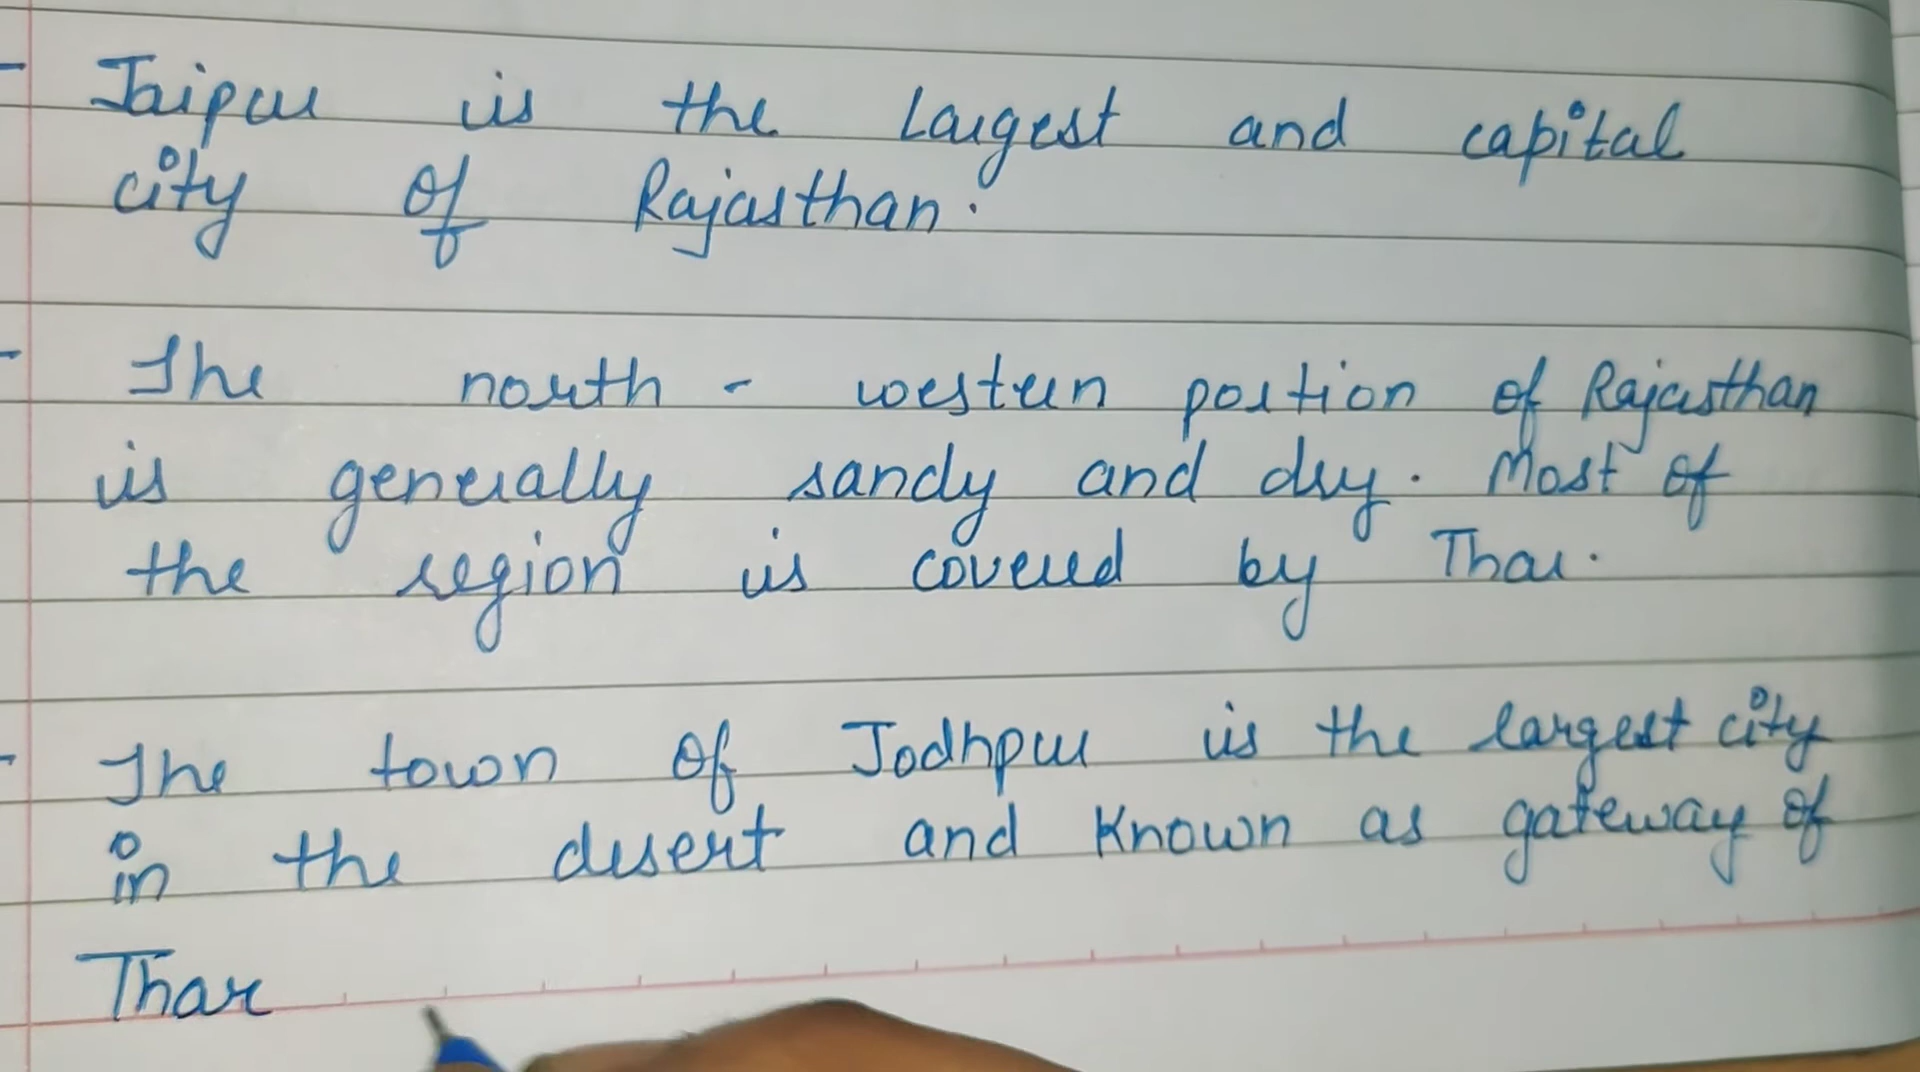 - Jaipur is the Largest and capital
city of Rajasthan.
- The north - western portion of Rajasthan
is generally sandy and dry. Most of
the region is covered by Thar.
- The town of Jodhpur is the largest city
in the desert and Known as gateway of
Thar